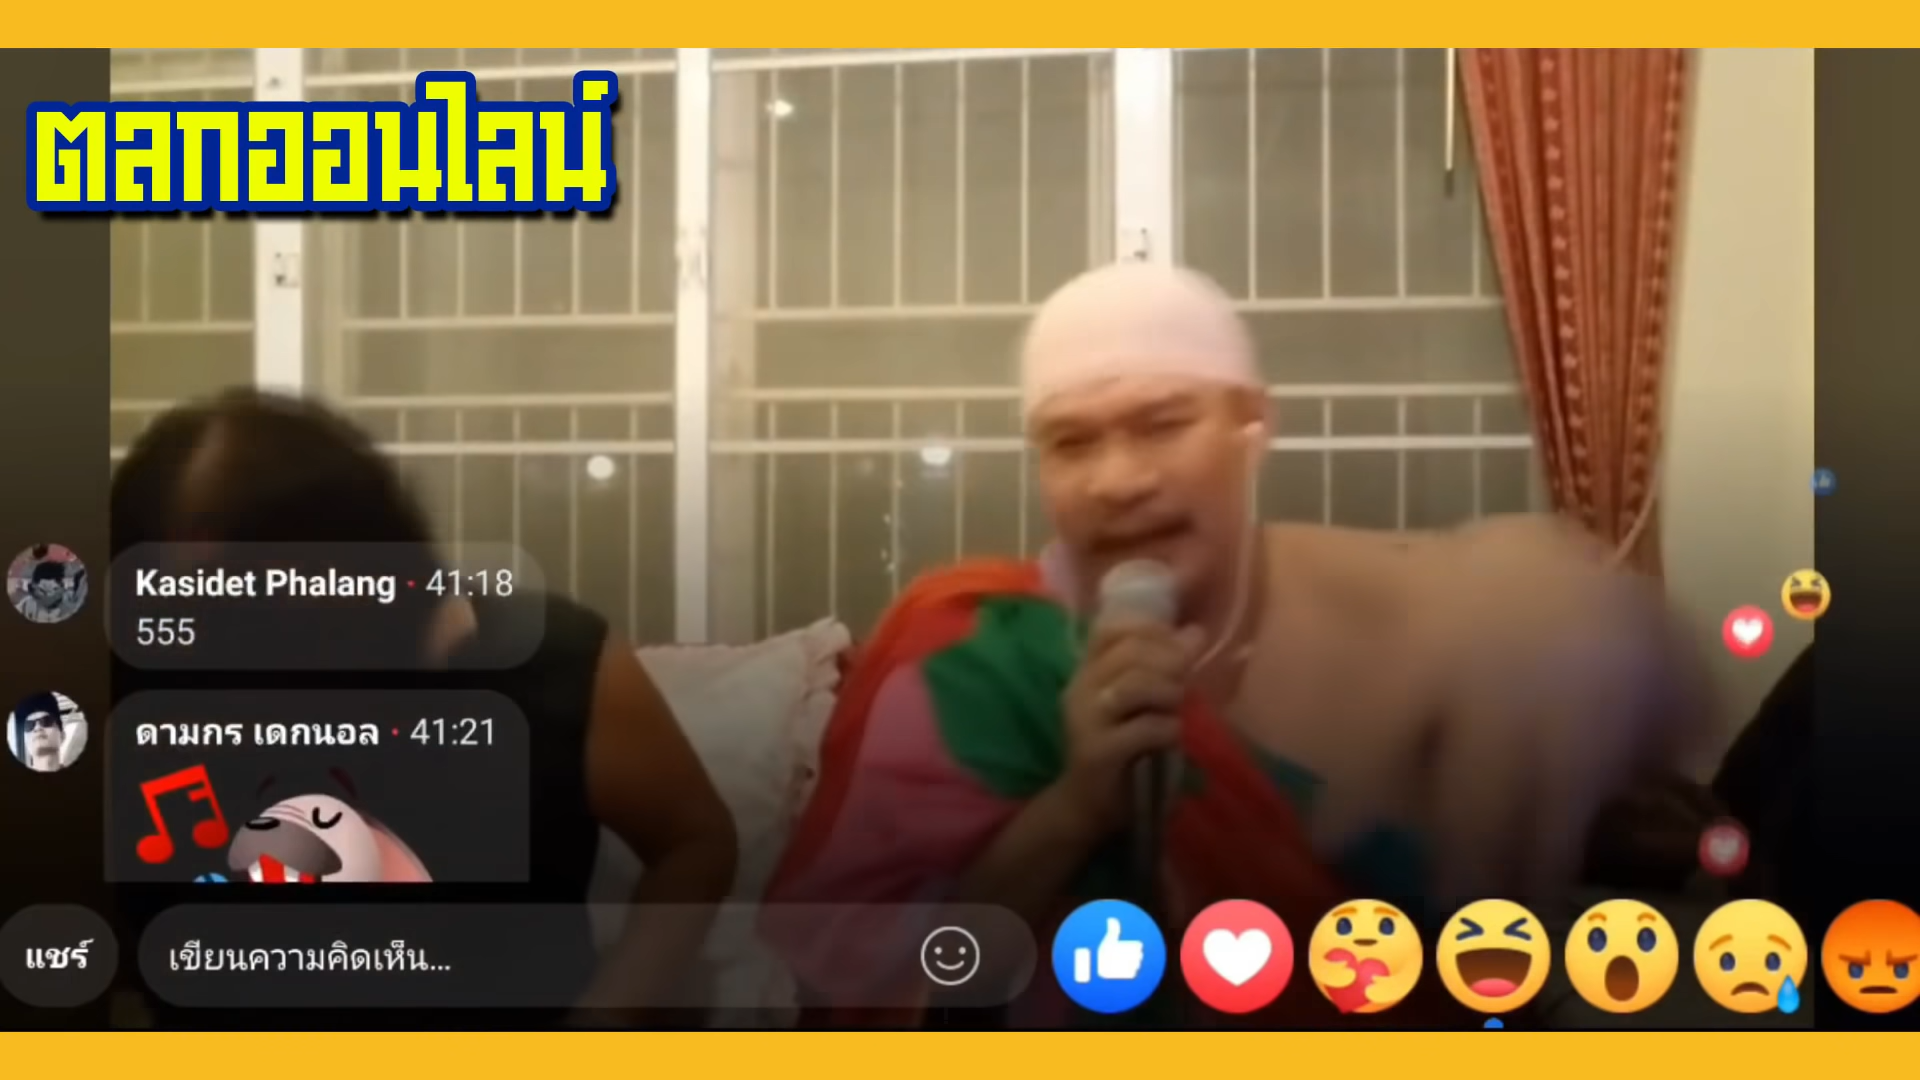 ตลกออนไลน์
Kasidet Phalang · 41:18
555
ดามกร เดกนอล · 41:21
แชร์
เขียนความคิดเห็น...